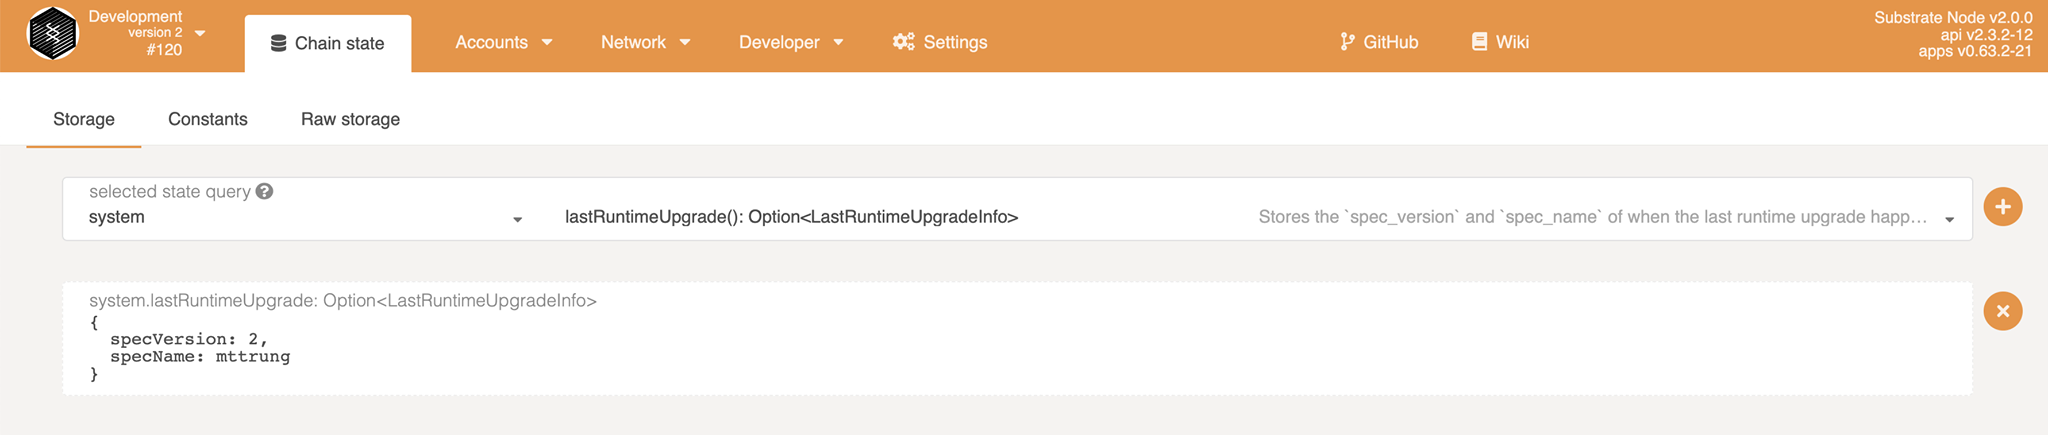 Development
version 2
#120
Chain state
Accounts
Network
Developer
Settings
GitHub
Wiki
Substrate Node v2.0.0
api v2.3.2-12
apps v0.63.2-21
Storage
Constants
Raw storage
selected state query ?
system
lastRuntimeUpgrade(): Option<LastRuntimeUpgradeInfo>
Stores the `spec_version` and `spec_name` of when the last runtime upgrade happ…
system.lastRuntimeUpgrade: Option<LastRuntimeUpgradeInfo>
{
  specVersion: 2,
  specName: mttrung
}